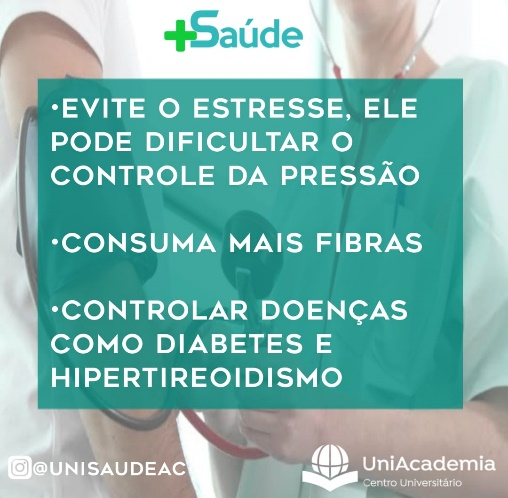 +Saúde
•EVITE O ESTRESSE, ELE
PODE DIFICULTAR O
CONTROLE DA PRESSÃO
•CONSUMA MAIS FIBRAS
•CONTROLAR DOENÇAS
COMO DIABETES E
HIPERTIREOIDISMO
@UNISAUDEAC
UniAcademia
Centro Universitário